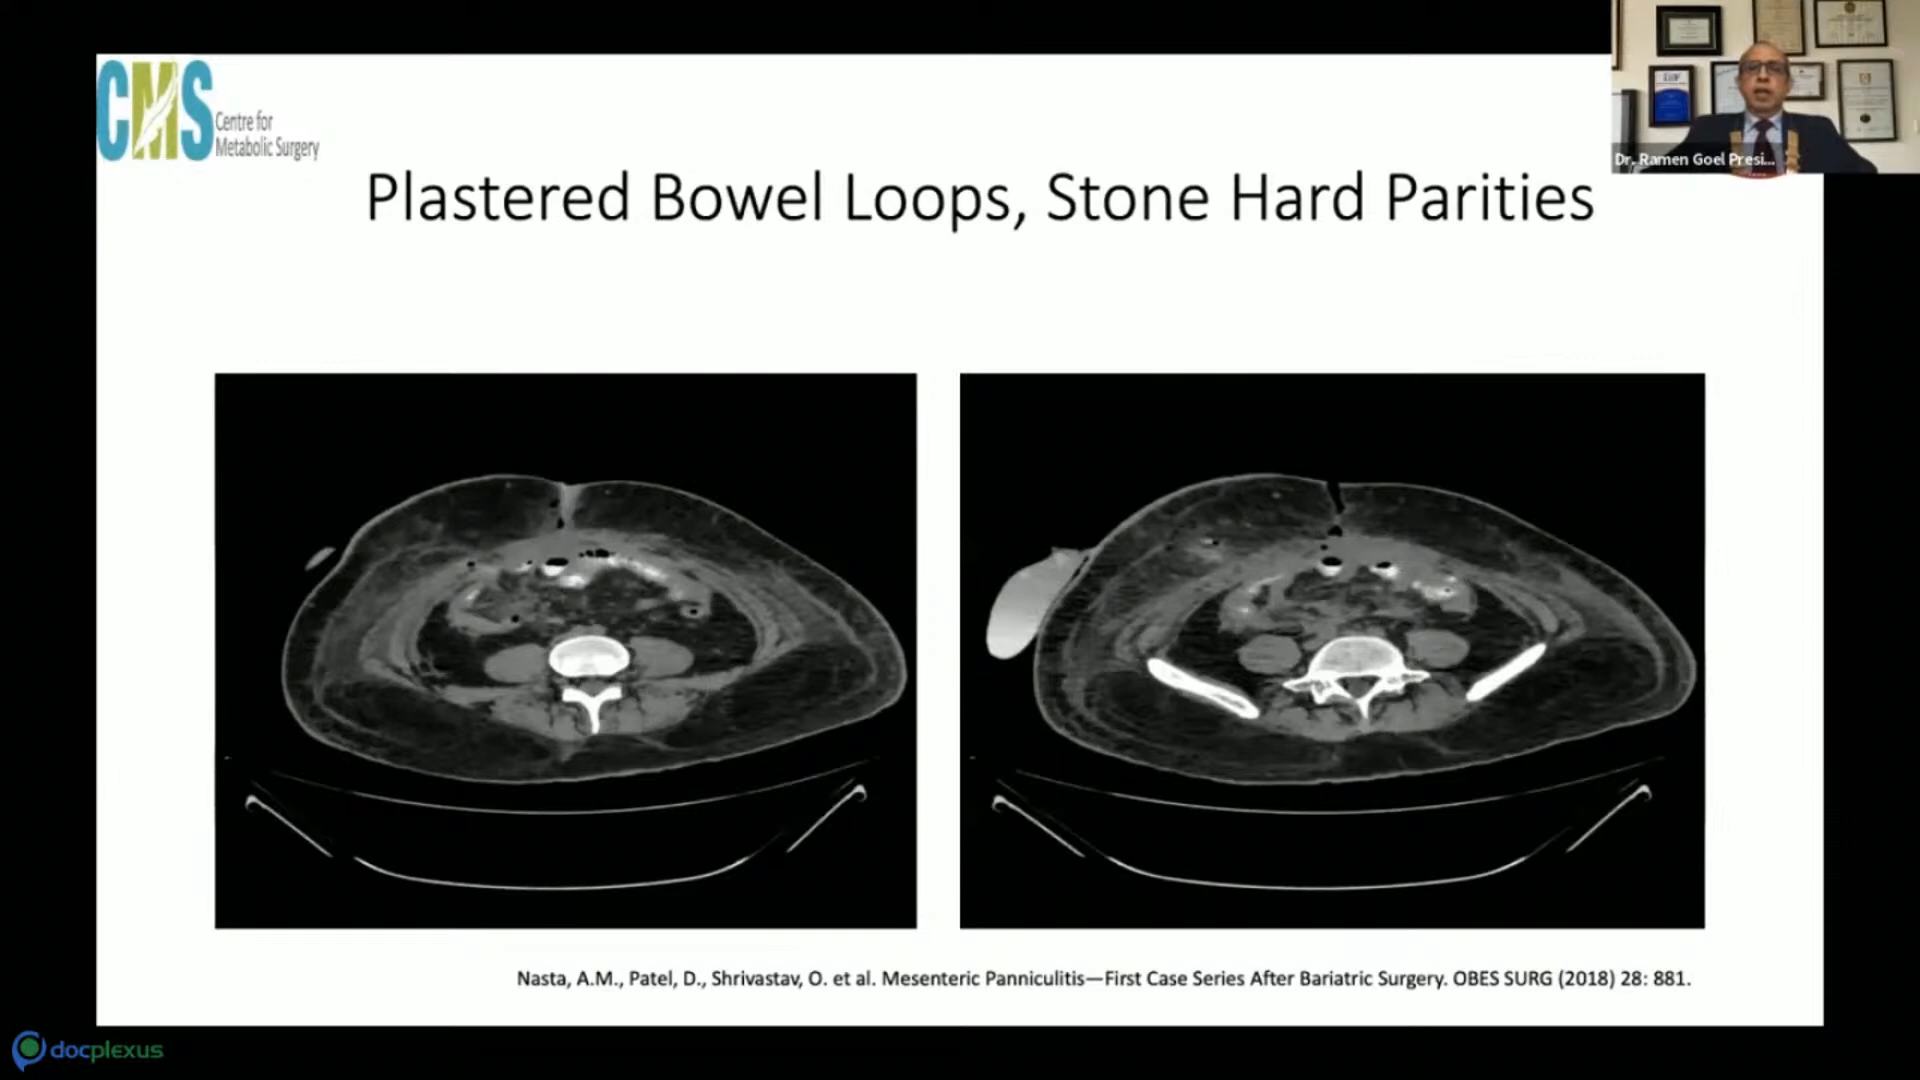 CMS
Centre for
Metabolic Surgery
Dr. Ramen Goel Presi...
Plastered Bowel Loops, Stone Hard Parities
Nasta, A.M., Patel, D., Shrivastav, O. et al. Mesenteric Panniculitis—First Case Series After Bariatric Surgery. OBES SURG (2018) 28: 881.
docplexus